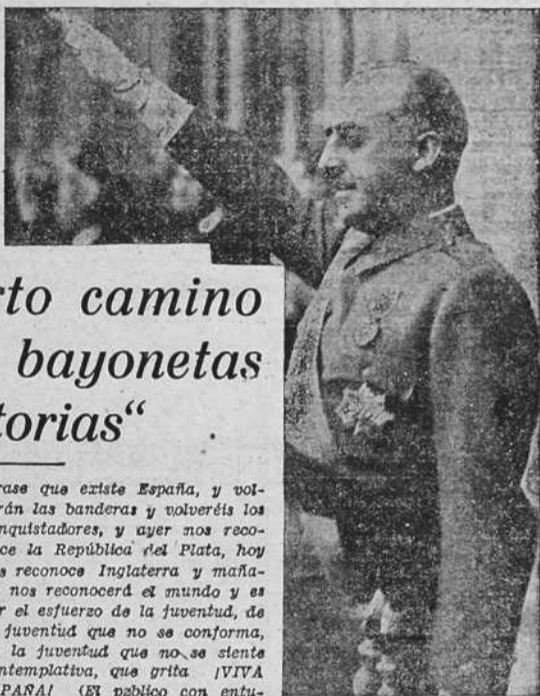 rto camino
bayonetas
torias“
rase que existe España, y vol-
rán las banderas y volveréis los
nquistadores, y ayer nos reco-
ce la República del Plata, hoy
s reconoce Inglaterra y maña-
nos reconocerá el mundo y es
r el esfuerzo de la juventud, de
juventud que no se conforma,
la juventud que no se siente
ntemplativa, que grita ¡VIVA
PAÑA! (El público con entu-